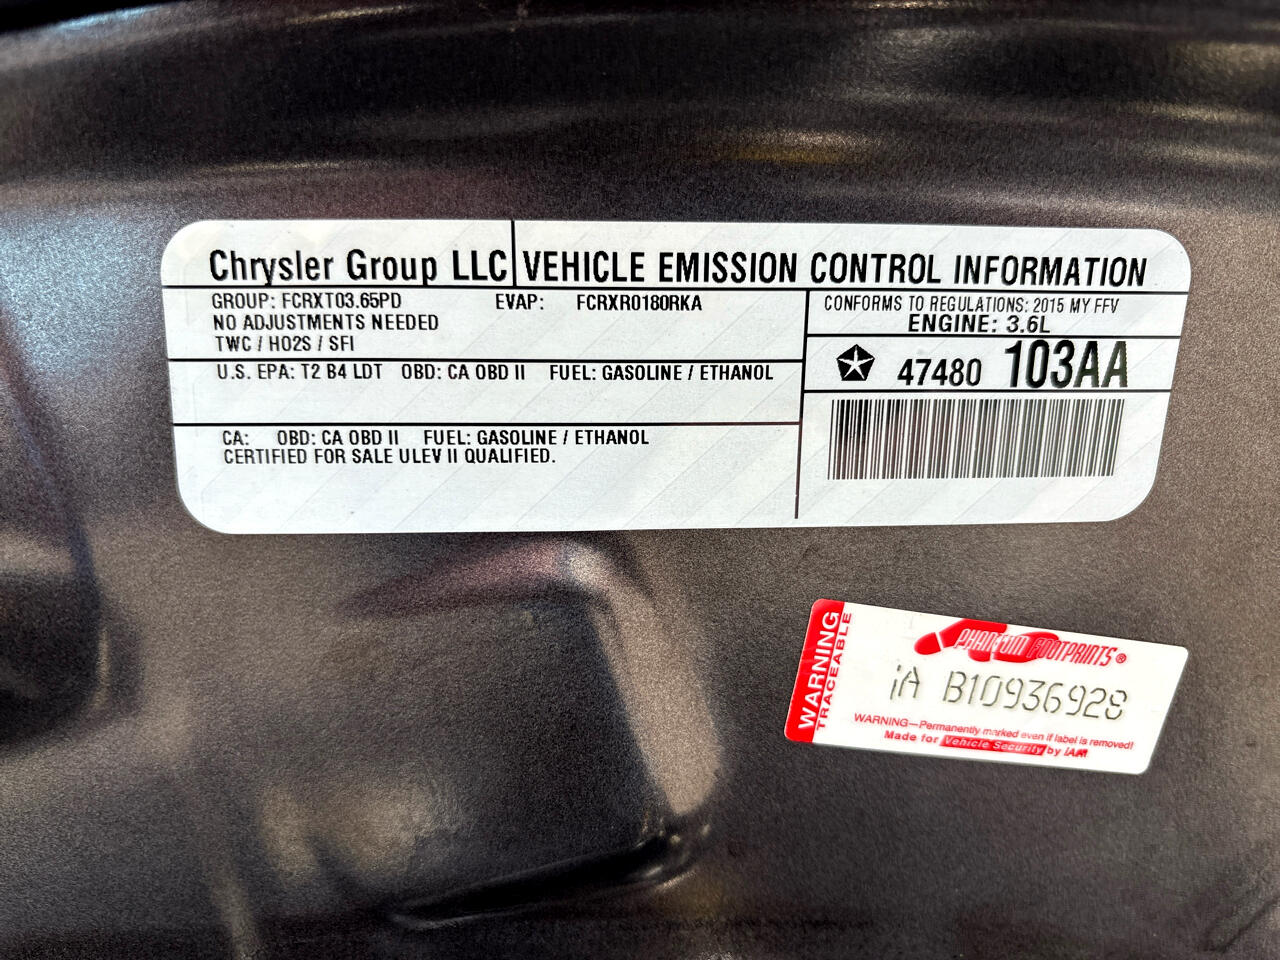 Chrysler Group LLC VEHICLE EMISSION CONTROL INFORMATION
GROUP: FCRXT03.65PD EVAP: FCRXR0180RKA
NO ADJUSTMENTS NEEDED
TWC / HO2S / SFI
U.S. EPA: T2 B4 LDT OBD: CA OBD II FUEL: GASOLINE / ETHANOL
CA: OBD: CA OBD II FUEL: GASOLINE / ETHANOL
CERTIFIED FOR SALE ULEV II QUALIFIED.
CONFORMS TO REGULATIONS: 2015 MY FFV
ENGINE: 3.6L
47480 103AA
WARNING
TRACEABLE
PHANTOM FOOTPRINTS®
iA B10936928
WARNING—Permanently marked even if label is removed!
Made for Vehicle Security by IAM